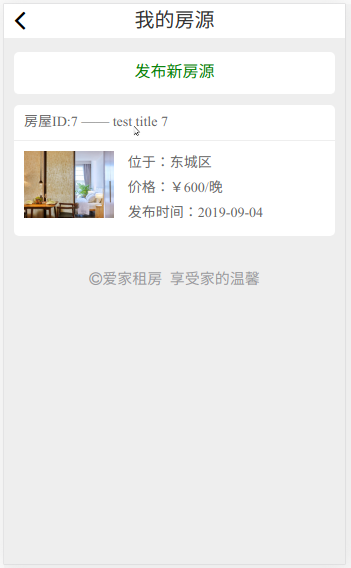 我的房源
发布新房源
房屋ID:7 —— test title 7
位于：东城区
价格：￥600/晚
发布时间：2019-09-04
©爱家租房 享受家的温馨